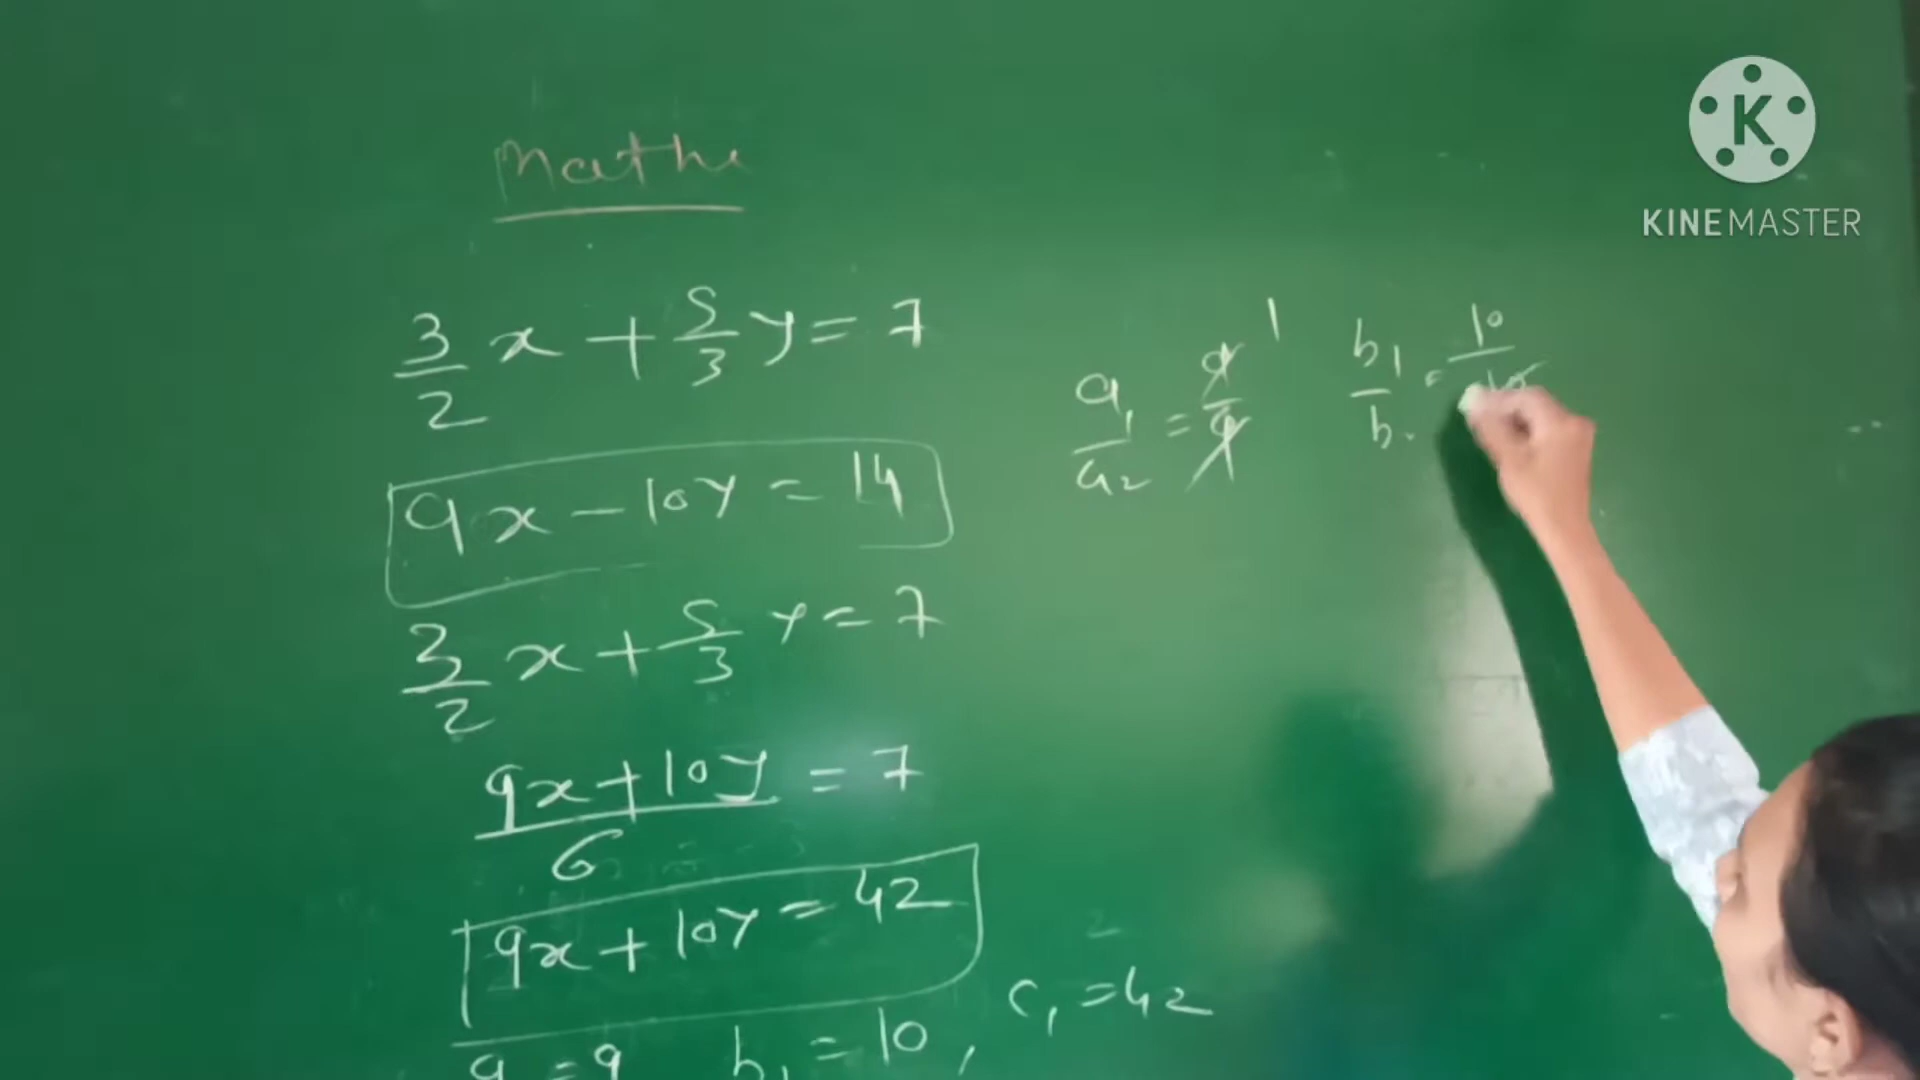 Maths
3/2 x + 5/3 y = 7
9x - 10y = 14
3/2 x + 5/3 y = 7
9x + 10y / 6 = 7
9x + 10y = 42
a = 9 b1 = 10, c1 = 42
a1/a2 = 9/9 1
b1/b = 10/10
KINEMASTER